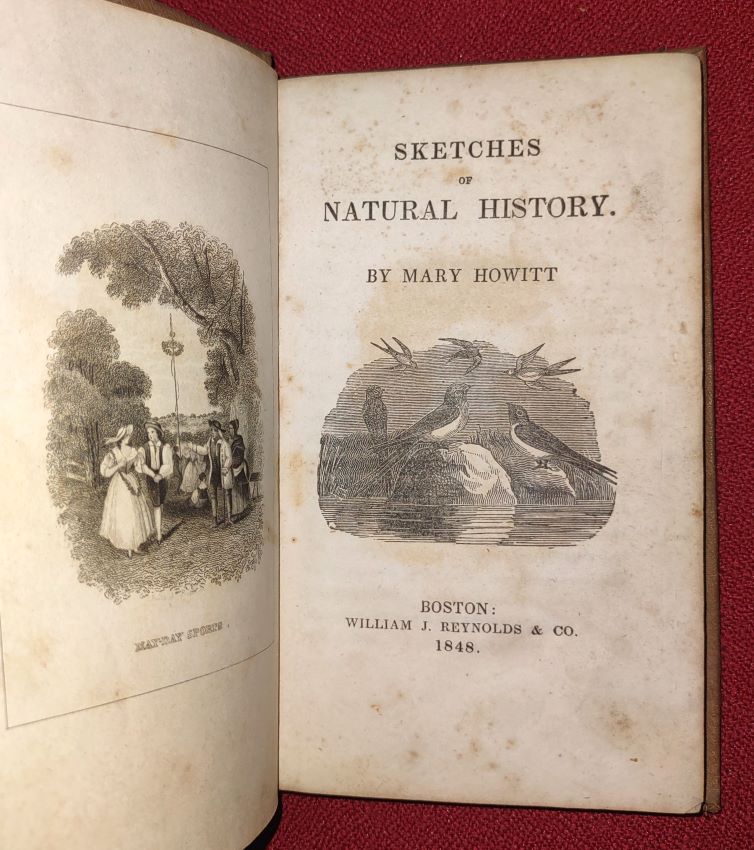 MAY-DAY SPORTS.
SKETCHES
OF
NATURAL HISTORY.
BY MARY HOWITT
BOSTON:
WILLIAM J. REYNOLDS & CO.
1848.